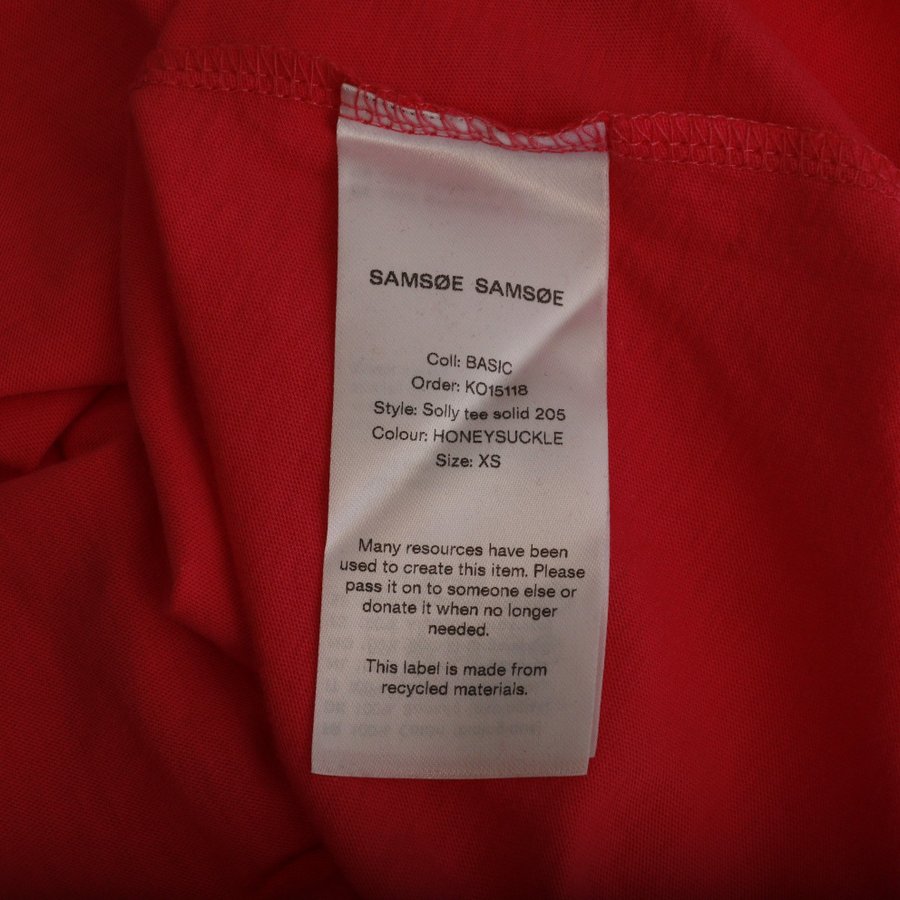 SAMSØE SAMSØE
Coll: BASIC
Order: KO15118
Style: Solly tee solid 205
Colour: HONEYSUCKLE
Size: XS
Many resources have been
used to create this item. Please
pass it on to someone else or
donate it when no longer
needed.
This label is made from
recycled materials.